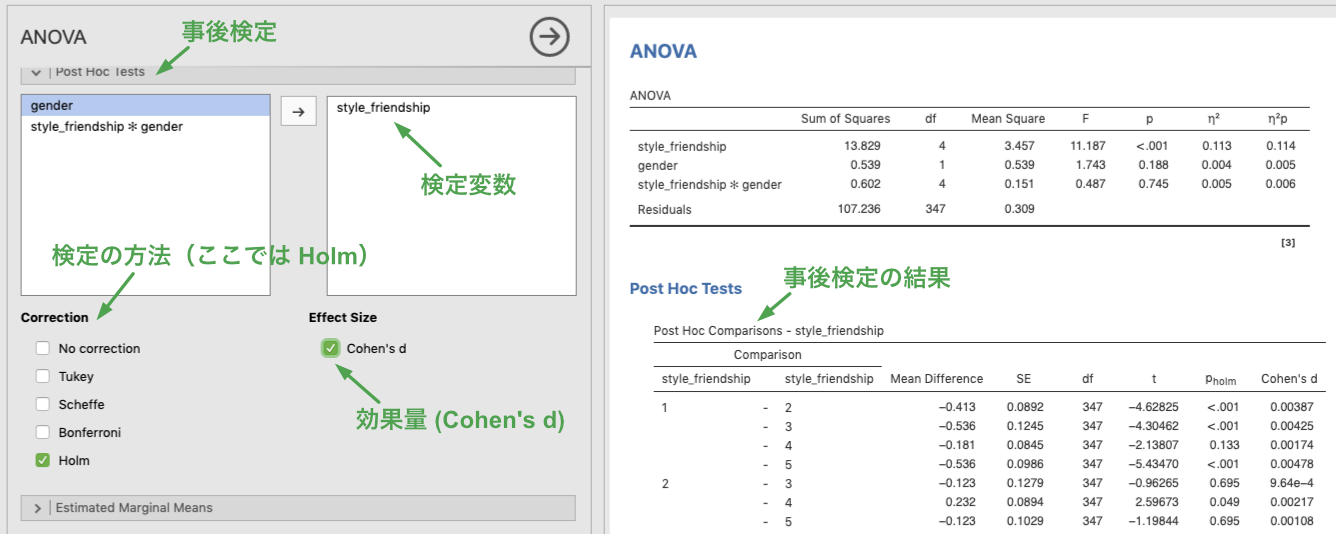 ANOVA
事後検定
Post Hoc Tests
gender
style_friendship ✻ gender
style_friendship
検定変数
検定の方法（ここでは Holm）
Correction
No correction
Tukey
Scheffe
Bonferroni
Holm
Effect Size
Cohen's d
効果量 (Cohen's d)
Estimated Marginal Means
ANOVA
ANOVA
Sum of Squares df Mean Square F p η² η²p
style_friendship 13.829 4 3.457 11.187 <.001 0.113 0.114
gender 0.539 1 0.539 1.743 0.188 0.004 0.005
style_friendship ✻ gender 0.602 4 0.151 0.487 0.745 0.005 0.006
Residuals 107.236 347 0.309
[3]
Post Hoc Tests
事後検定の結果
Post Hoc Comparisons - style_friendship
Comparison
style_friendship style_friendship Mean Difference SE df t pholm Cohen's d
1 - 2 −0.413 0.0892 347 −4.62825 <.001 0.00387
- 3 −0.536 0.1245 347 −4.30462 <.001 0.00425
- 4 −0.181 0.0845 347 −2.13807 0.133 0.00174
- 5 −0.536 0.0986 347 −5.43470 <.001 0.00478
2 - 3 −0.123 0.1279 347 −0.96265 0.695 9.64e−4
- 4 0.232 0.0894 347 2.59673 0.049 0.00217
- 5 −0.123 0.1029 347 −1.19844 0.695 0.00108